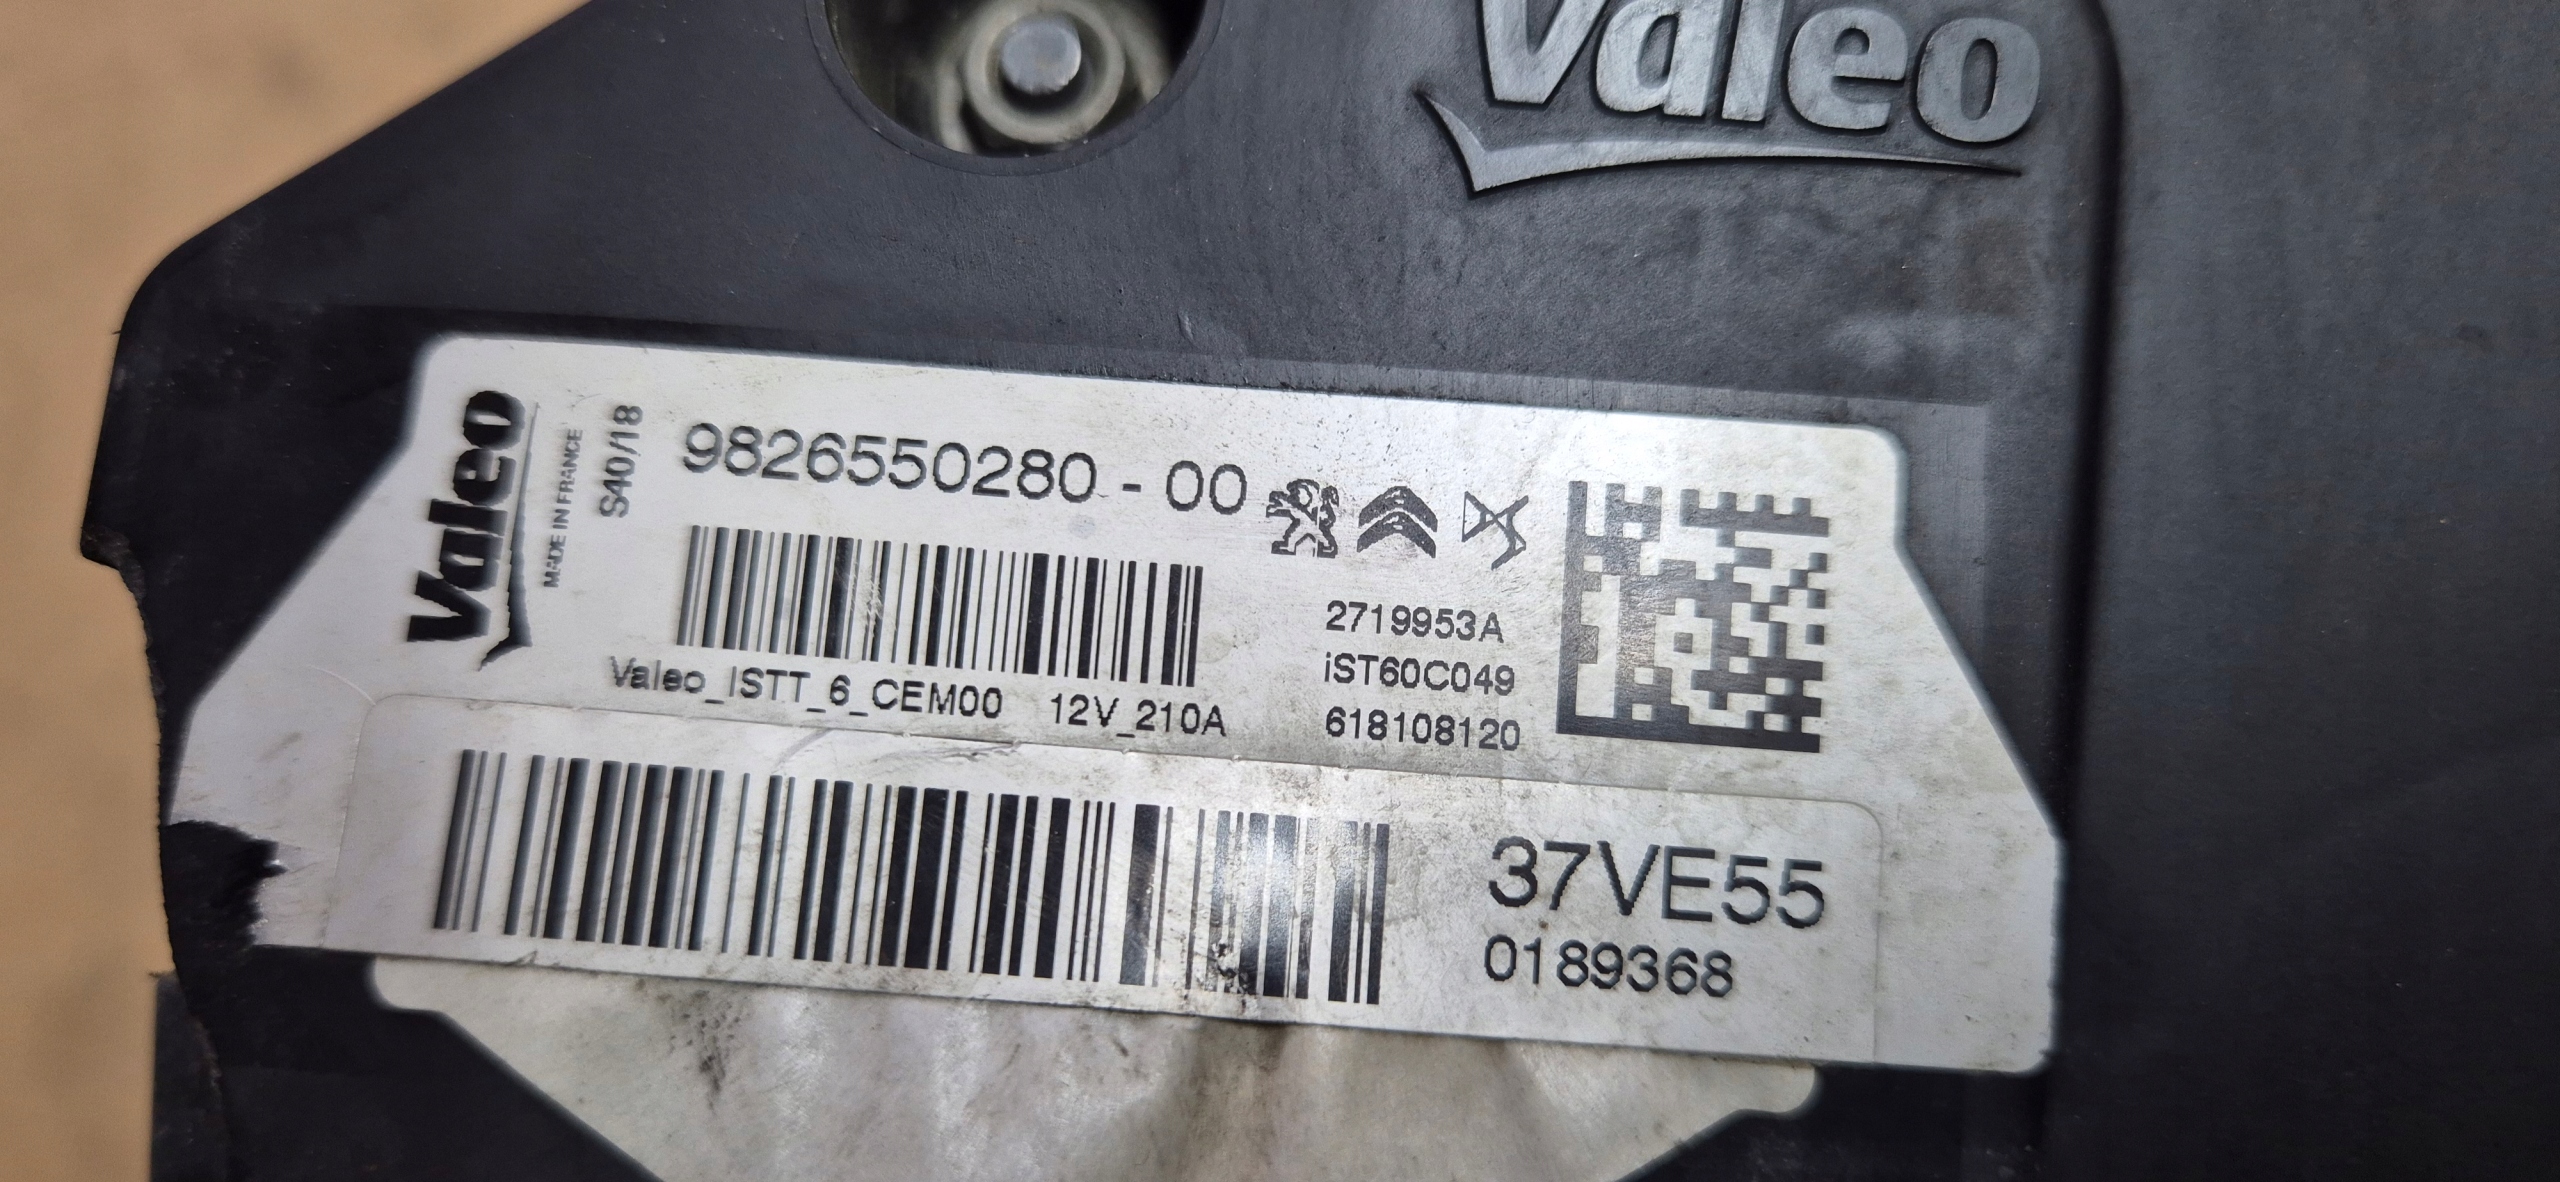 Valeo
Valeo
MADE IN FRANCE
S40/18
9826550280 - 00
2719953A
iST60C049
618108120
Valeo_ISTT_6_CEM00 12V_210A
37VE55
0189368